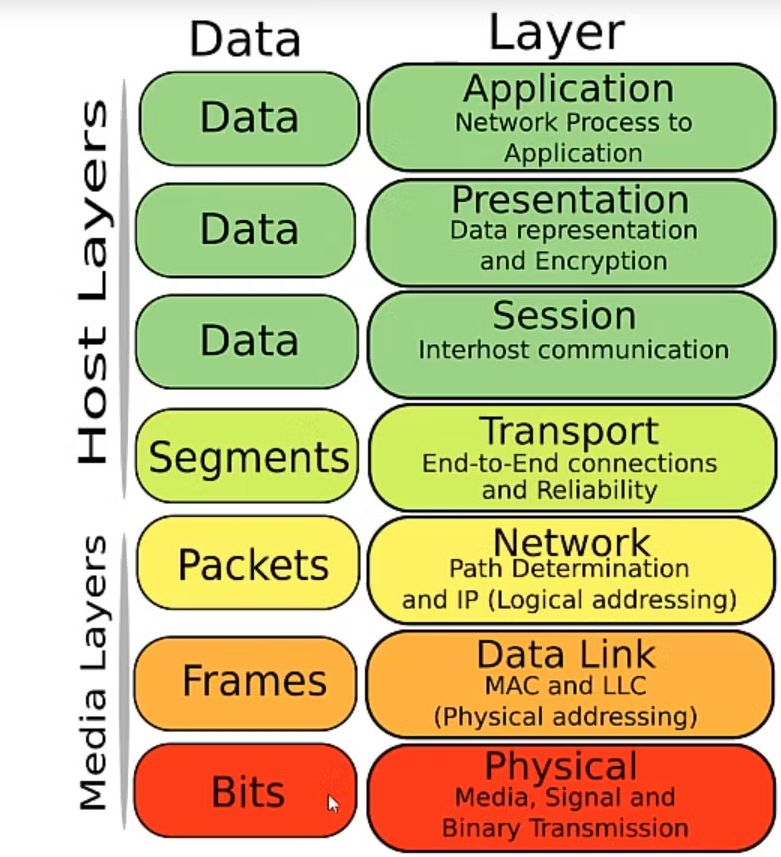 Data
Layer
Host Layers
Data
Application
Network Process to
Application
Data
Presentation
Data representation
and Encryption
Data
Session
Interhost communication
Segments
Transport
End-to-End connections
and Reliability
Media Layers
Packets
Network
Path Determination
and IP (Logical addressing)
Frames
Data Link
MAC and LLC
(Physical addressing)
Bits
Physical
Media, Signal and
Binary Transmission